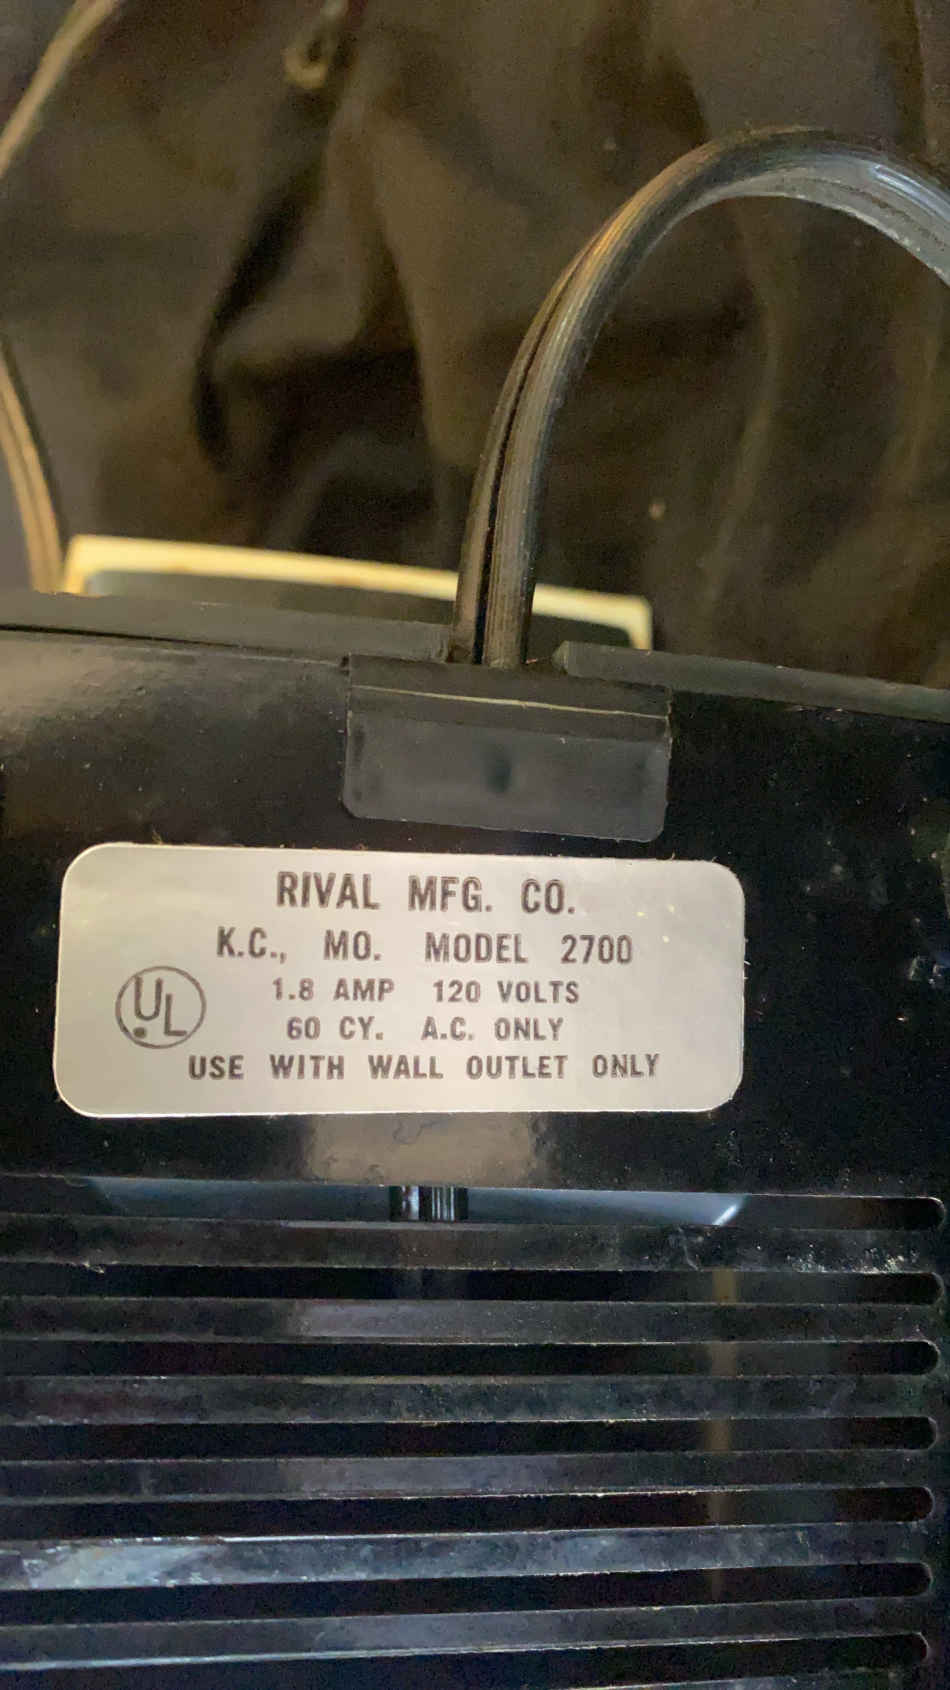 RIVAL MFG. CO.
K.C., MO. MODEL 2700
UL
1.8 AMP 120 VOLTS
60 CY. A.C. ONLY
USE WITH WALL OUTLET ONLY